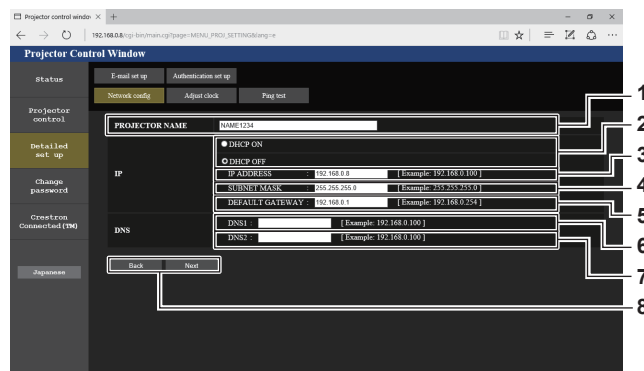 Projector control window
192.168.0.8/cgi-bin/main.cgi?page=MENU_PROJ_SETTING&lang=e
Projector Control Window
Status
E-mail set up Authentication set up
Network config Adjust clock Ping test
Projector
control
PROJECTOR NAME NAME1234 1
Detailed
set up
DHCP ON 2
DHCP OFF
IP
IP ADDRESS : 192.168.0.8 [ Example: 192.168.0.100 ] 3
SUBNET MASK : 255.255.255.0 [ Example: 255.255.255.0 ] 4
DEFAULT GATEWAY : 192.168.0.1 [ Example: 192.168.0.254 ] 5
Change
password
Crestron
Connected(TM)
DNS
DNS1 : [ Example: 192.168.0.100 ] 6
DNS2 : [ Example: 192.168.0.100 ] 7
Back Next 8
Japanese